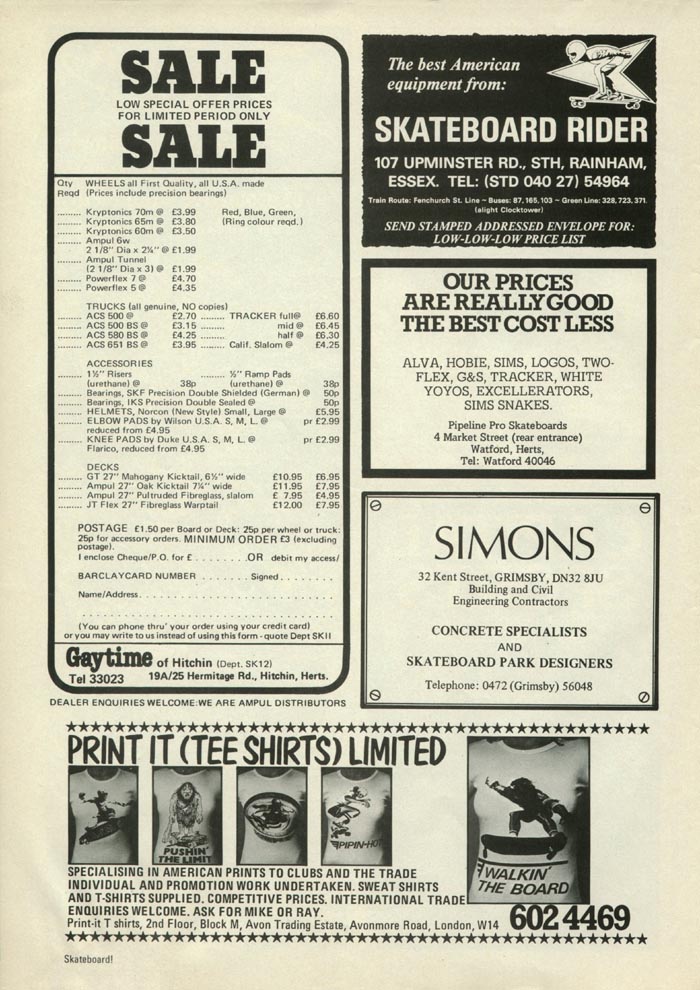 SALE
LOW SPECIAL OFFER PRICES
FOR LIMITED PERIOD ONLY
SALE
Qty WHEELS all First Quality, all U.S.A. made
Reqd (Prices include precision bearings)
......... Kryptonics 70m @ £3.99 Red, Blue, Green,
......... Kryptonics 65m @ £3.80 (Ring colour reqd.)
......... Kryptonics 60m @ £3.50
......... Ampul 6w
2 1/8" Dia x 2¼" @ £1.99
......... Ampul Tunnel
(2 1/8" Dia x 3) @ £1.99
......... Powerflex 7 @ £4.70
......... Powerflex 5 @ £4.35
TRUCKS (all genuine, NO copies)
......... ACS 500 @ £2.70 ......... TRACKER full@ £6.60
......... ACS 500 BS @ £3.15 ......... mid @ £6.45
......... ACS 580 BS @ £4.25 ......... half @ £6.30
......... ACS 651 BS @ £3.95 ......... Calif. Slalom @ £4.25
ACCESSORIES
......... 1½" Risers ......... ½" Ramp Pads
(urethane) @ 38p (urethane) @ 38p
......... Bearings, SKF Precision Double Shielded (German) @ 50p
......... Bearings, IKS Precision Double Sealed @ 50p
......... HELMETS, Norcon (New Style) Small, Large @ £5.95
......... ELBOW PADS by Wilson U.S.A. S, M, L. @ pr £2.99
reduced from £4.95
......... KNEE PADS by Duke U.S.A. S, M, L @ pr £2.99
Flarico, reduced from £4.95
DECKS
......... GT 27" Mahogany Kicktail, 6½" wide £10.95 £6.95
......... Ampul 27" Oak Kicktail 7¼" wide £11.95 £7.95
......... Ampul 27" Pultruded Fibreglass, slalom £ 7.95 £4.95
......... JT Flex 27" Fibreglass Warptail £12.00 £7.95
POSTAGE £1.50 per Board or Deck: 25p per wheel or truck:
25p for accessory orders. MINIMUM ORDER £3 (excluding
postage).
I enclose Cheque/P.O. for £ . . . . . . . .OR debit my access/
BARCLAYCARD NUMBER . . . . . . . . Signed . . . . . . . . .
Name/Address. . . . . . . . . . . . . . . . . . . . . . . . . . . . .
(You can phone thru' your order using your credit card)
or you may write to us instead of using this form - quote Dept SKII
Gaytime of Hitchin (Dept. SK12)
Tel 33023 19A/25 Hermitage Rd., Hitchin, Herts.
DEALER ENQUIRIES WELCOME: WE ARE AMPUL DISTRIBUTORS
The best American
equipment from:
SKATEBOARD RIDER
107 UPMINSTER RD., STH, RAINHAM,
ESSEX. TEL: (STD 040 27) 54964
Train Route: Fenchurch St. Line – Buses: 87, 165, 103 – Green Line: 328, 723, 371.
(alight Clocktower)
SEND STAMPED ADDRESSED ENVELOPE FOR:
LOW-LOW-LOW PRICE LIST
OUR PRICES
ARE REALLY GOOD
THE BEST COST LESS
ALVA, HOBIE, SIMS, LOGOS, TWO-
FLEX, G&S, TRACKER, WHITE
YOYOS, EXCELLERATORS,
SIMS SNAKES.
Pipeline Pro Skateboards
4 Market Street (rear entrance)
Watford, Herts,
Tel: Watford 40046
SIMONS
32 Kent Street, GRIMSBY, DN32 8JU
Building and Civil
Engineering Contractors
CONCRETE SPECIALISTS
AND
SKATEBOARD PARK DESIGNERS
Telephone: 0472 (Grimsby) 56048
PRINT IT (TEE SHIRTS) LIMITED
PUSHIN'
THE LIMIT
PIPIN-HO
WALKIN'
THE BOARD
SPECIALISING IN AMERICAN PRINTS TO CLUBS AND THE TRADE
INDIVIDUAL AND PROMOTION WORK UNDERTAKEN. SWEAT SHIRTS
AND T-SHIRTS SUPPLIED. COMPETITIVE PRICES. INTERNATIONAL TRADE
ENQUIRIES WELCOME. ASK FOR MIKE OR RAY.
Print-it T shirts, 2nd Floor, Block M, Avon Trading Estate, Avonmore Road, London, W14 602 4469
Skateboard!